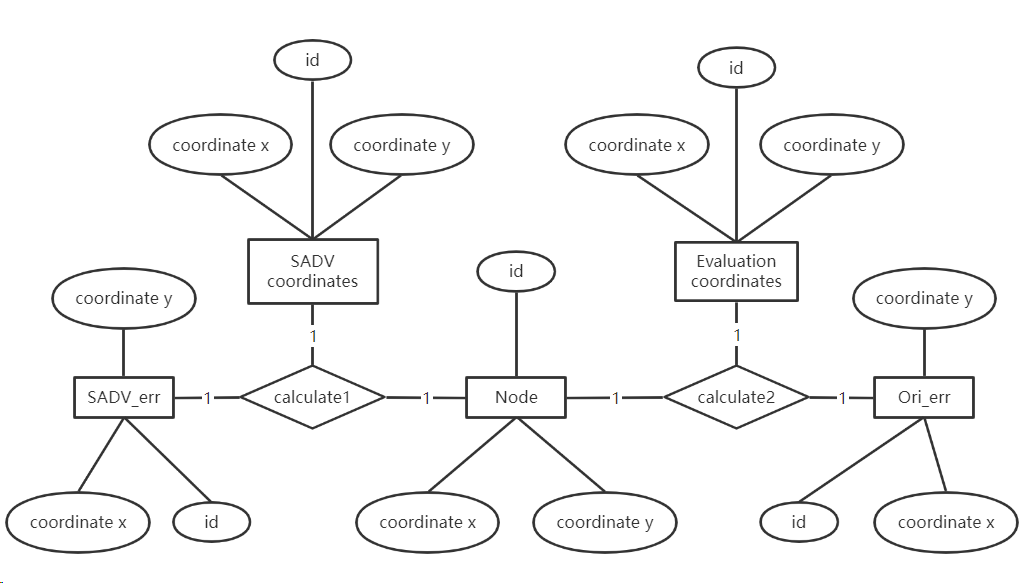 id
id
coordinate x
coordinate y
coordinate x
coordinate y
SADV
coordinates
Evaluation
coordinates
id
coordinate y
coordinate y
1
1
SADV_err
1
calculate1
1
Node
1
calculate2
1
Ori_err
coordinate x
id
coordinate x
coordinate y
id
coordinate x